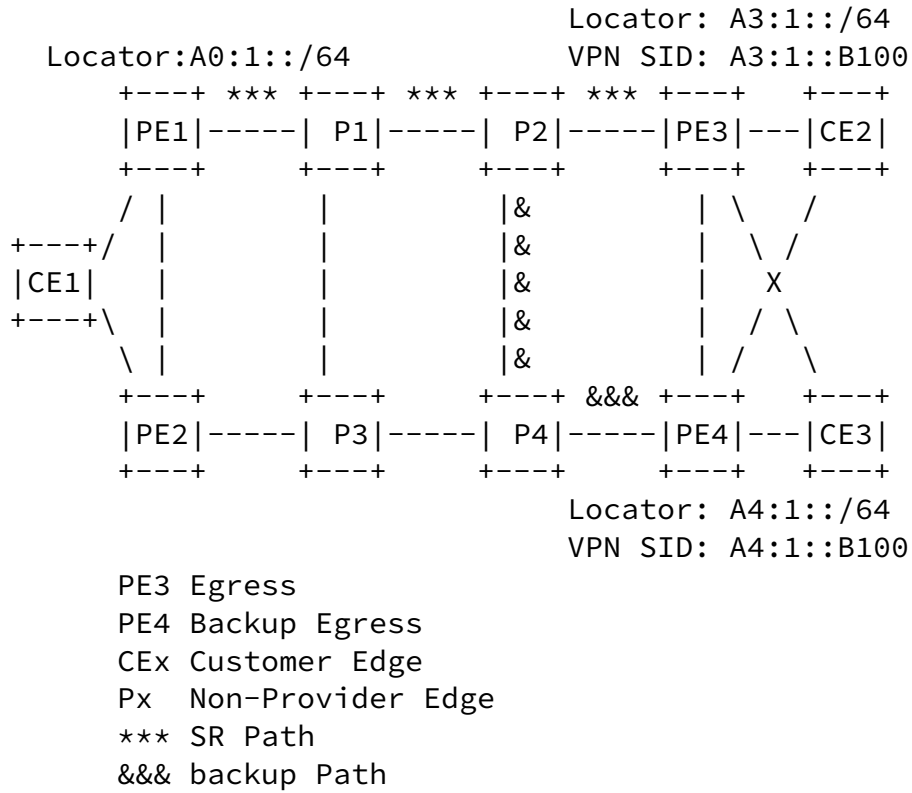 Locator: A3:1::/64
  Locator:A0:1::/64            VPN SID: A3:1::B100
      +---+ *** +---+ *** +---+ *** +---+   +---+
      |PE1|-----| P1|-----| P2|-----|PE3|---|CE2|
      +---+     +---+     +---+     +---+   +---+
      / |         |         |&        | \   /
+---+/  |         |         |&        |  \ /
|CE1|   |         |         |&        |   X
+---+\  |         |         |&        |  / \
      \ |         |         |&        | /   \
      +---+     +---+     +---+ &&& +---+   +---+
      |PE2|-----| P3|-----| P4|-----|PE4|---|CE3|
      +---+     +---+     +---+     +---+   +---+
                               Locator: A4:1::/64
                               VPN SID: A4:1::B100
      PE3 Egress
      PE4 Backup Egress
      CEx Customer Edge
      Px  Non-Provider Edge
      *** SR Path
      &&& backup Path